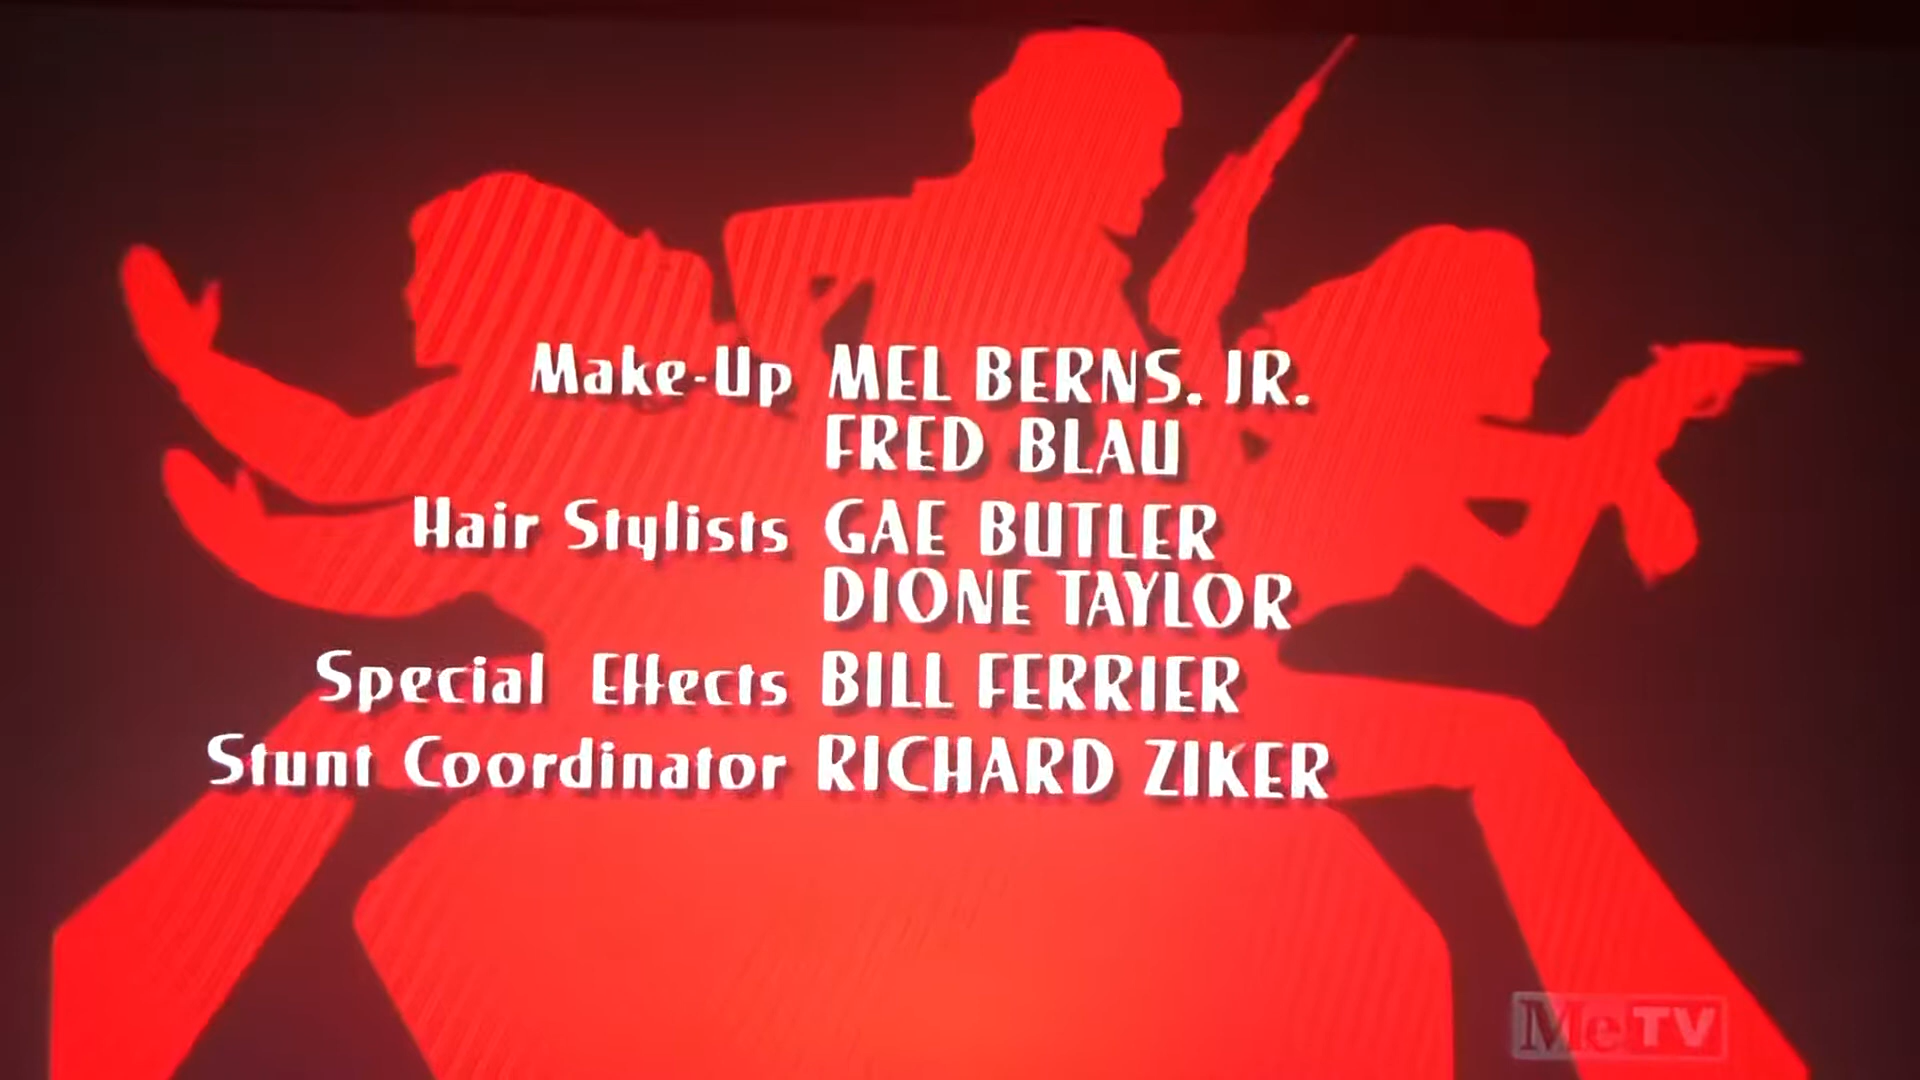 Make-Up MEL BERNS. JR.
FRED BLAU
Hair Stylists GAE BUTLER
DIONE TAYLOR
Special Effects BILL FERRIER
Stunt Coordinator RICHARD ZIKER
MeTV